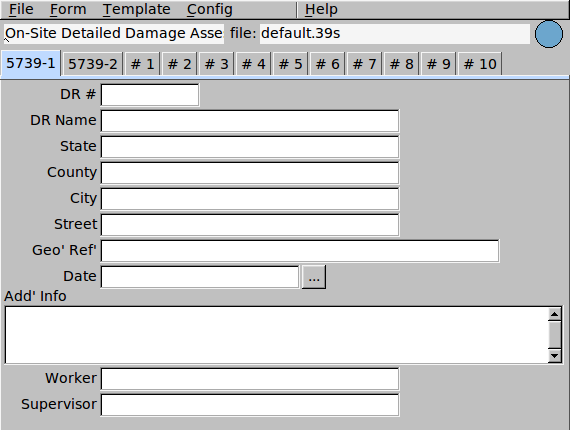 File Form Template Config Help
On-Site Detailed Damage Asse file: default.39s
5739-1 5739-2 # 1 # 2 # 3 # 4 # 5 # 6 # 7 # 8 # 9 # 10
DR #
DR Name
State
County
City
Street
Geo' Ref'
Date ...
Add' Info
Worker
Supervisor